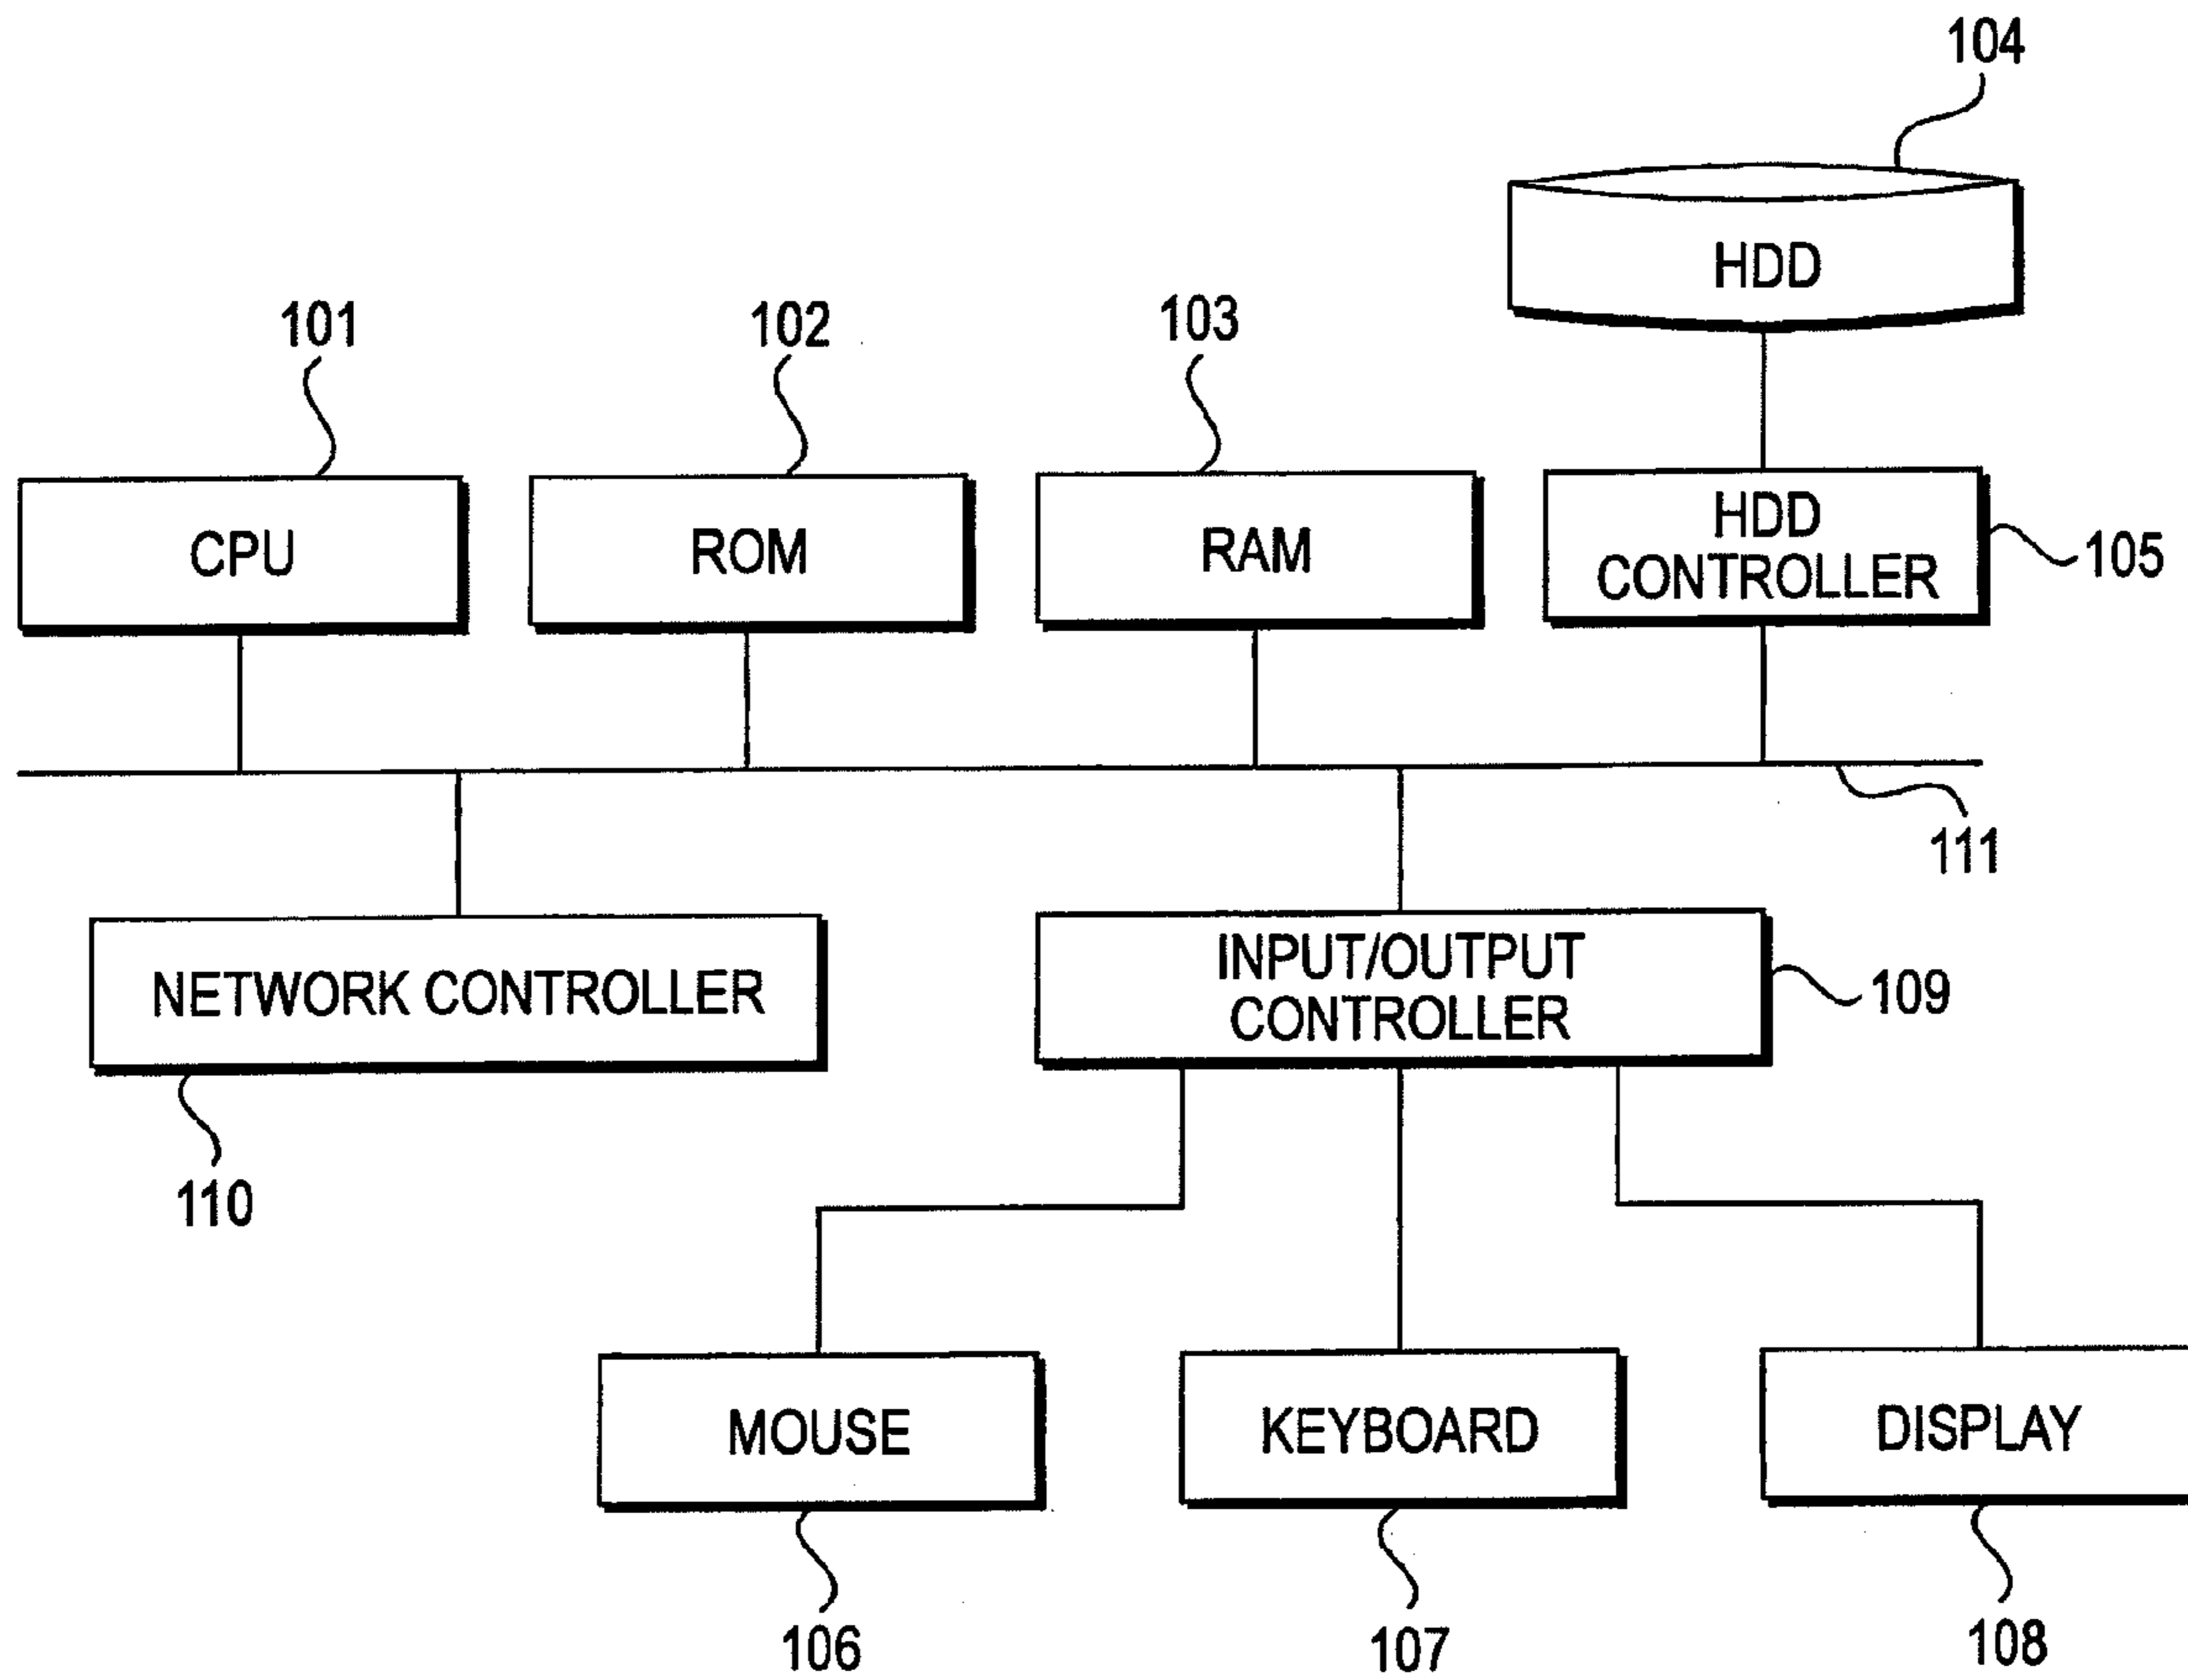 104
HDD
101
102
103
CPU
ROM
RAM
HDD
CONTROLLER
105
111
NETWORK CONTROLLER
INPUT/OUTPUT
CONTROLLER
109
110
MOUSE
KEYBOARD
DISPLAY
106
107
108